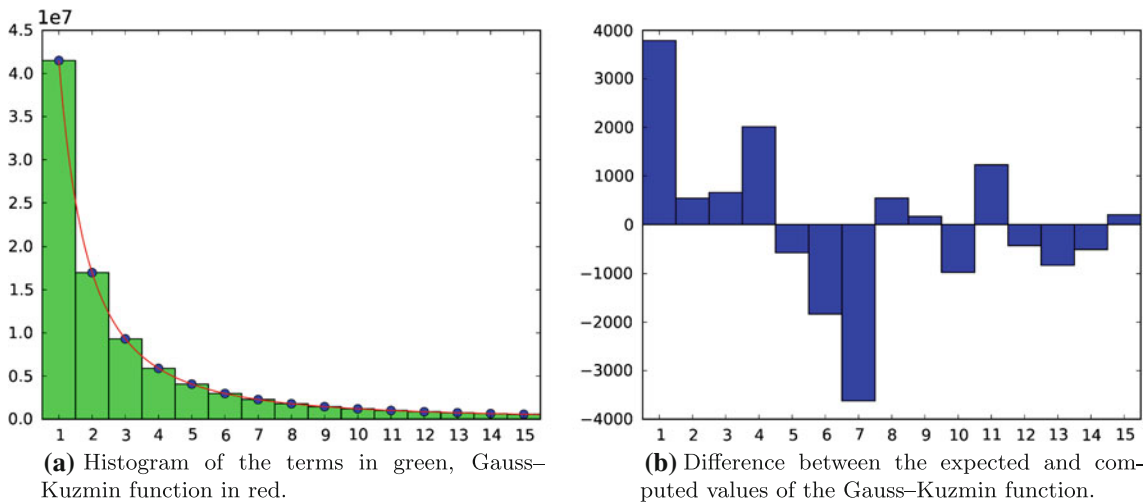 1e7
4.5
4.0
3.5
3.0
2.5
2.0
1.5
1.0
0.5
0.0
1 2 3 4 5 6 7 8 9 10 11 12 13 14 15
(a) Histogram of the terms in green, Gauss–
Kuzmin function in red.
4000
3000
2000
1000
0
−1000
−2000
−3000
−4000
1 2 3 4 5 6 7 8 9 10 11 12 13 14 15
(b) Difference between the expected and com-
puted values of the Gauss–Kuzmin function.